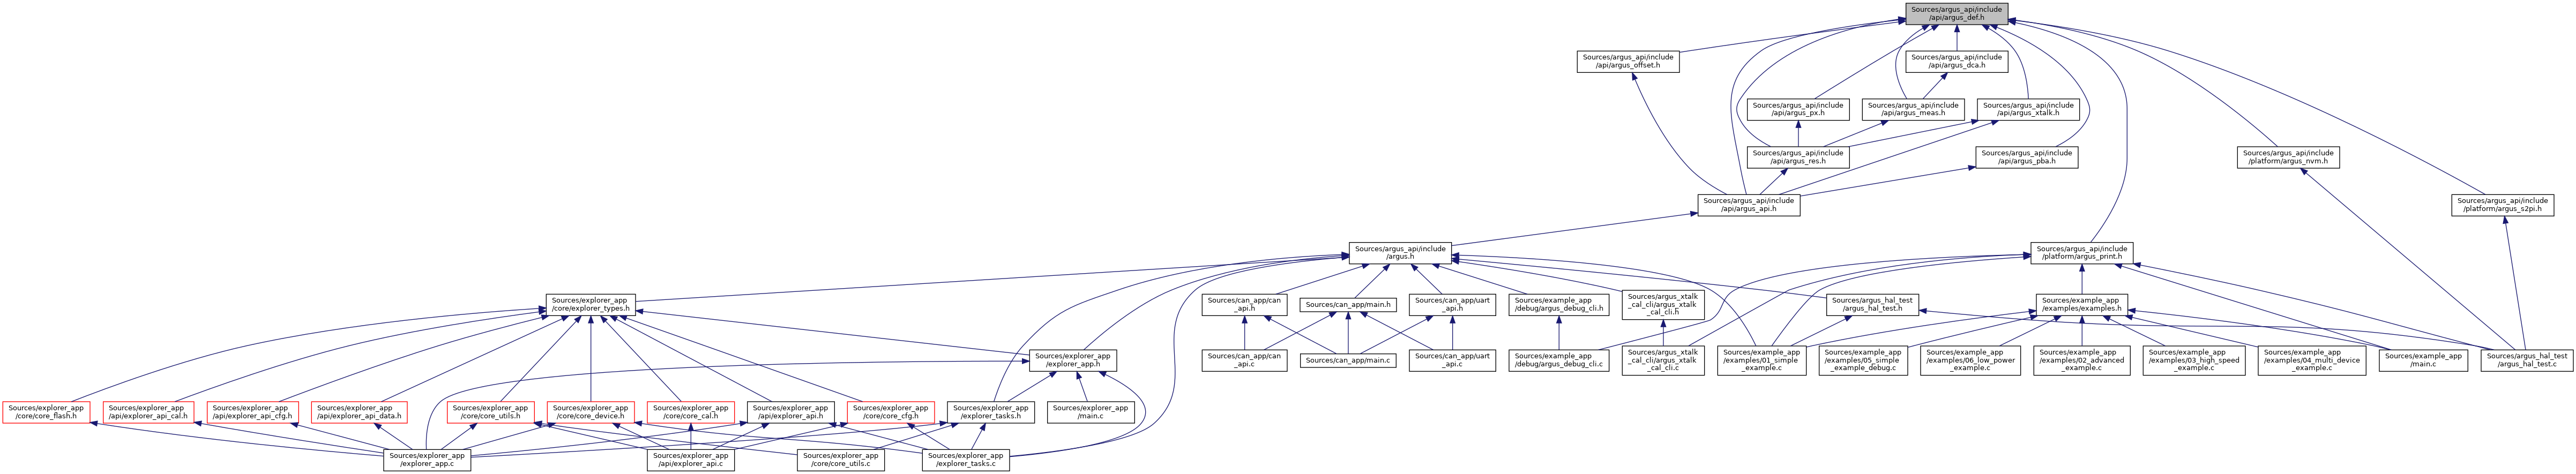 Sources/argus_api/include
/api/argus_def.h
Sources/argus_api/include
/api/argus_offset.h
Sources/argus_api/include
/api/argus_dca.h
Sources/argus_api/include
/api/argus_px.h
Sources/argus_api/include
/api/argus_meas.h
Sources/argus_api/include
/api/argus_xtalk.h
Sources/argus_api/include
/api/argus_res.h
Sources/argus_api/include
/api/argus_pba.h
Sources/argus_api/include
/platform/argus_nvm.h
Sources/argus_api/include
/api/argus_api.h
Sources/argus_api/include
/platform/argus_s2pi.h
Sources/argus_api/include
/argus.h
Sources/argus_api/include
/platform/argus_print.h
Sources/explorer_app
/core/explorer_types.h
Sources/can_app/can
_api.h
Sources/can_app/main.h
Sources/can_app/uart
_api.h
Sources/example_app
/debug/argus_debug_cli.h
Sources/argus_xtalk
_cal_cli/argus_xtalk
_cal_cli.h
Sources/argus_hal_test
/argus_hal_test.h
Sources/example_app
/examples/examples.h
Sources/explorer_app
/explorer_app.h
Sources/can_app/can
_api.c
Sources/can_app/main.c
Sources/can_app/uart
_api.c
Sources/example_app
/debug/argus_debug_cli.c
Sources/argus_xtalk
_cal_cli/argus_xtalk
_cal_cli.c
Sources/example_app
/examples/01_simple
_example.c
Sources/example_app
/examples/05_simple
_example_debug.c
Sources/example_app
/examples/06_low_power
_example.c
Sources/example_app
/examples/02_advanced
_example.c
Sources/example_app
/examples/03_high_speed
_example.c
Sources/example_app
/examples/04_multi_device
_example.c
Sources/example_app
/main.c
Sources/argus_hal_test
/argus_hal_test.c
Sources/explorer_app
/core/core_flash.h
Sources/explorer_app
/api/explorer_api_cal.h
Sources/explorer_app
/api/explorer_api_cfg.h
Sources/explorer_app
/api/explorer_api_data.h
Sources/explorer_app
/core/core_utils.h
Sources/explorer_app
/core/core_device.h
Sources/explorer_app
/core/core_cal.h
Sources/explorer_app
/api/explorer_api.h
Sources/explorer_app
/core/core_cfg.h
Sources/explorer_app
/explorer_tasks.h
Sources/explorer_app
/main.c
Sources/explorer_app
/explorer_app.c
Sources/explorer_app
/api/explorer_api.c
Sources/explorer_app
/core/core_utils.c
Sources/explorer_app
/explorer_tasks.c